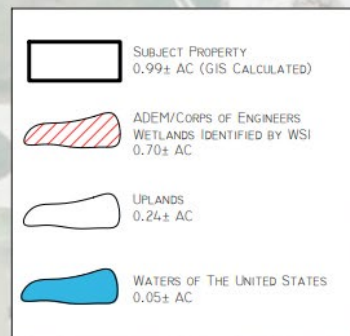 SUBJECT PROPERTY
0.99± AC (GIS CALCULATED)
ADEM/CORPS OF ENGINEERS
WETLANDS IDENTIFIED BY WSI
0.70± AC
UPLANDS
0.24± AC
WATERS OF THE UNITED STATES
0.05± AC